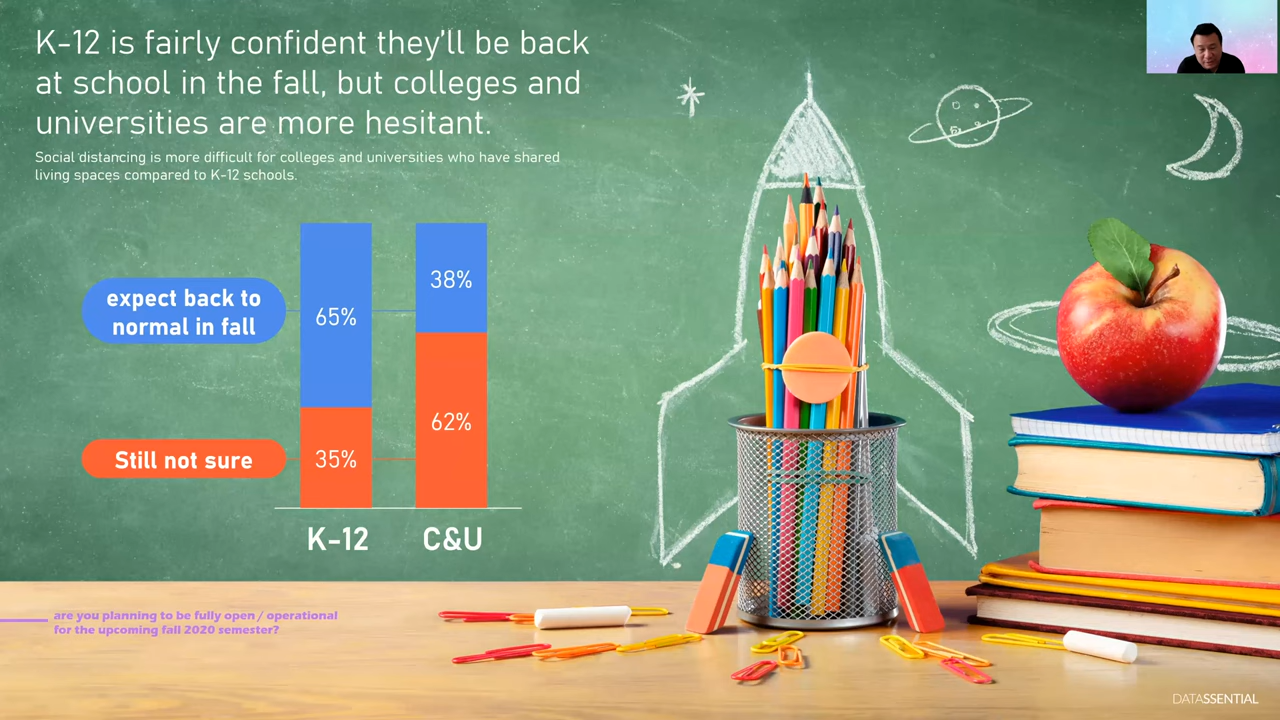 K-12 is fairly confident they'll be back
at school in the fall, but colleges and
universities are more hesitant.
Social distancing is more difficult for colleges and universities who have shared
living spaces compared to K-12 schools.
expect back to
normal in fall
65%
38%
Still not sure
35%
62%
K-12
C&U
are you planning to be fully open / operational
for the upcoming fall 2020 semester?
DATASSENTIAL